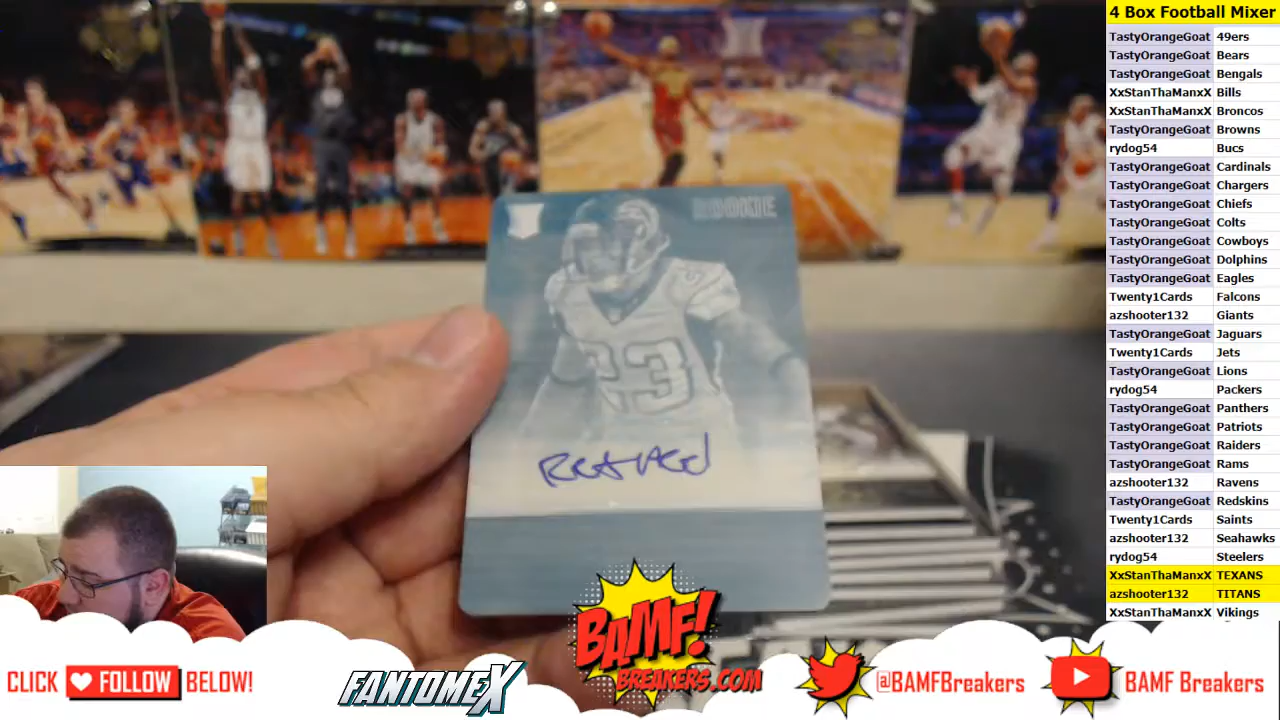 4 Box Football Mixer
TastyOrangeGoat 49ers
TastyOrangeGoat Bears
TastyOrangeGoat Bengals
XxStanThaManxX Bills
XxStanThaManxX Broncos
TastyOrangeGoat Browns
rydog54 Bucs
TastyOrangeGoat Cardinals
TastyOrangeGoat Chargers
TastyOrangeGoat Chiefs
TastyOrangeGoat Colts
TastyOrangeGoat Cowboys
TastyOrangeGoat Dolphins
TastyOrangeGoat Eagles
Twenty1Cards Falcons
azshooter132 Giants
TastyOrangeGoat Jaguars
Twenty1Cards Jets
TastyOrangeGoat Lions
rydog54 Packers
TastyOrangeGoat Panthers
TastyOrangeGoat Patriots
TastyOrangeGoat Raiders
TastyOrangeGoat Rams
azshooter132 Ravens
TastyOrangeGoat Redskins
Twenty1Cards Saints
azshooter132 Seahawks
rydog54 Steelers
XxStanThaManxX TEXANS
azshooter132 TITANS
XxStanThaManxX Vikings
23
CLICK FOLLOW BELOW!
FANTOMEX
BAMF!
BREAKERS.COM
@BAMFBreakers
BAMF Breakers